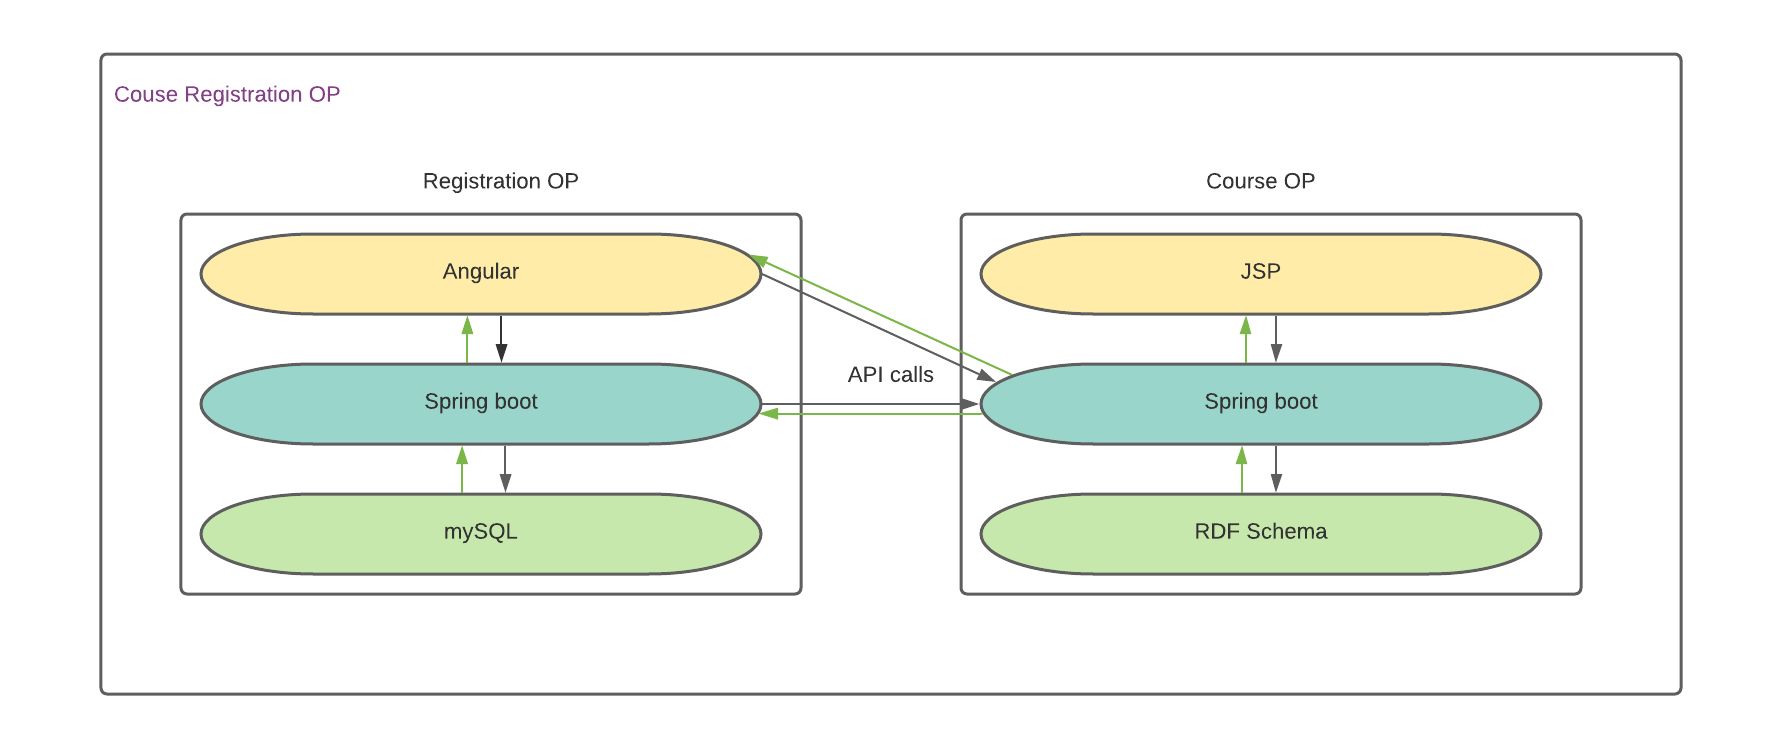 Couse Registration OP
Registration OP
Course OP
Angular
JSP
API calls
Spring boot
Spring boot
mySQL
RDF Schema